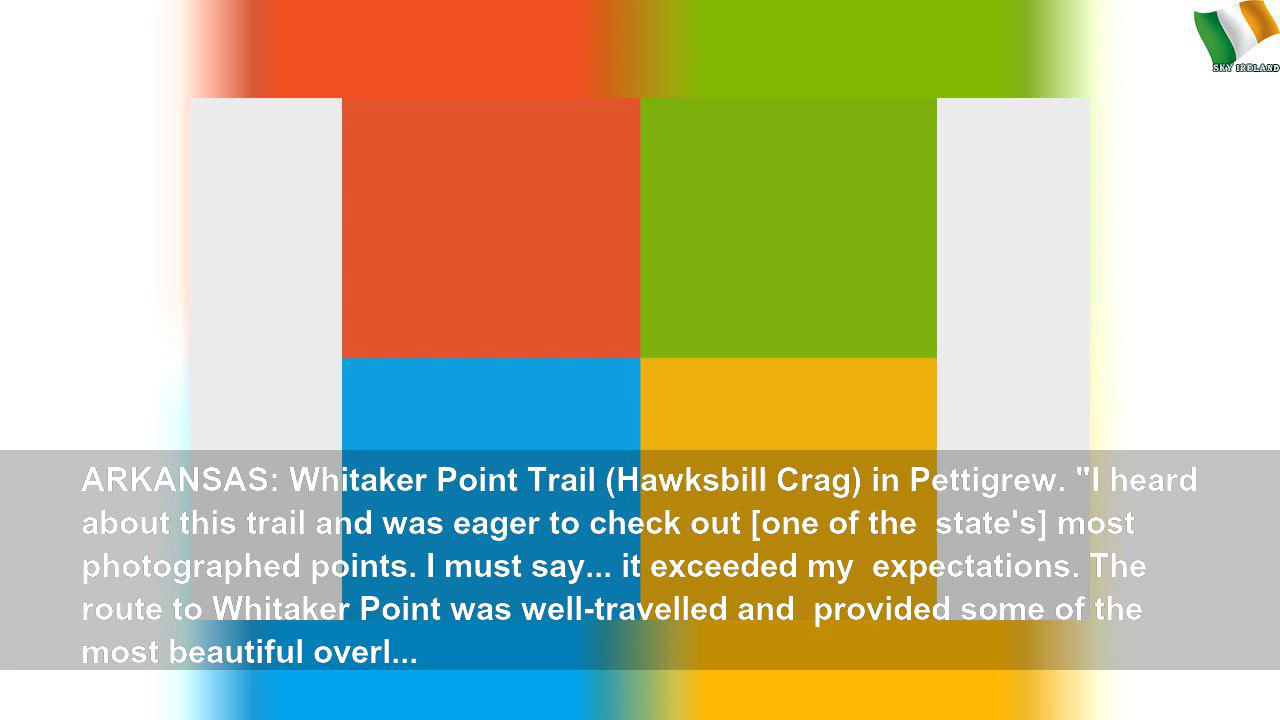 SKY IRELAND
ARKANSAS: Whitaker Point Trail (Hawksbill Crag) in Pettigrew. "I heard
about this trail and was eager to check out [one of the  state's] most
photographed points. I must say... it exceeded my  expectations. The
route to Whitaker Point was well-travelled and  provided some of the
most beautiful overl...